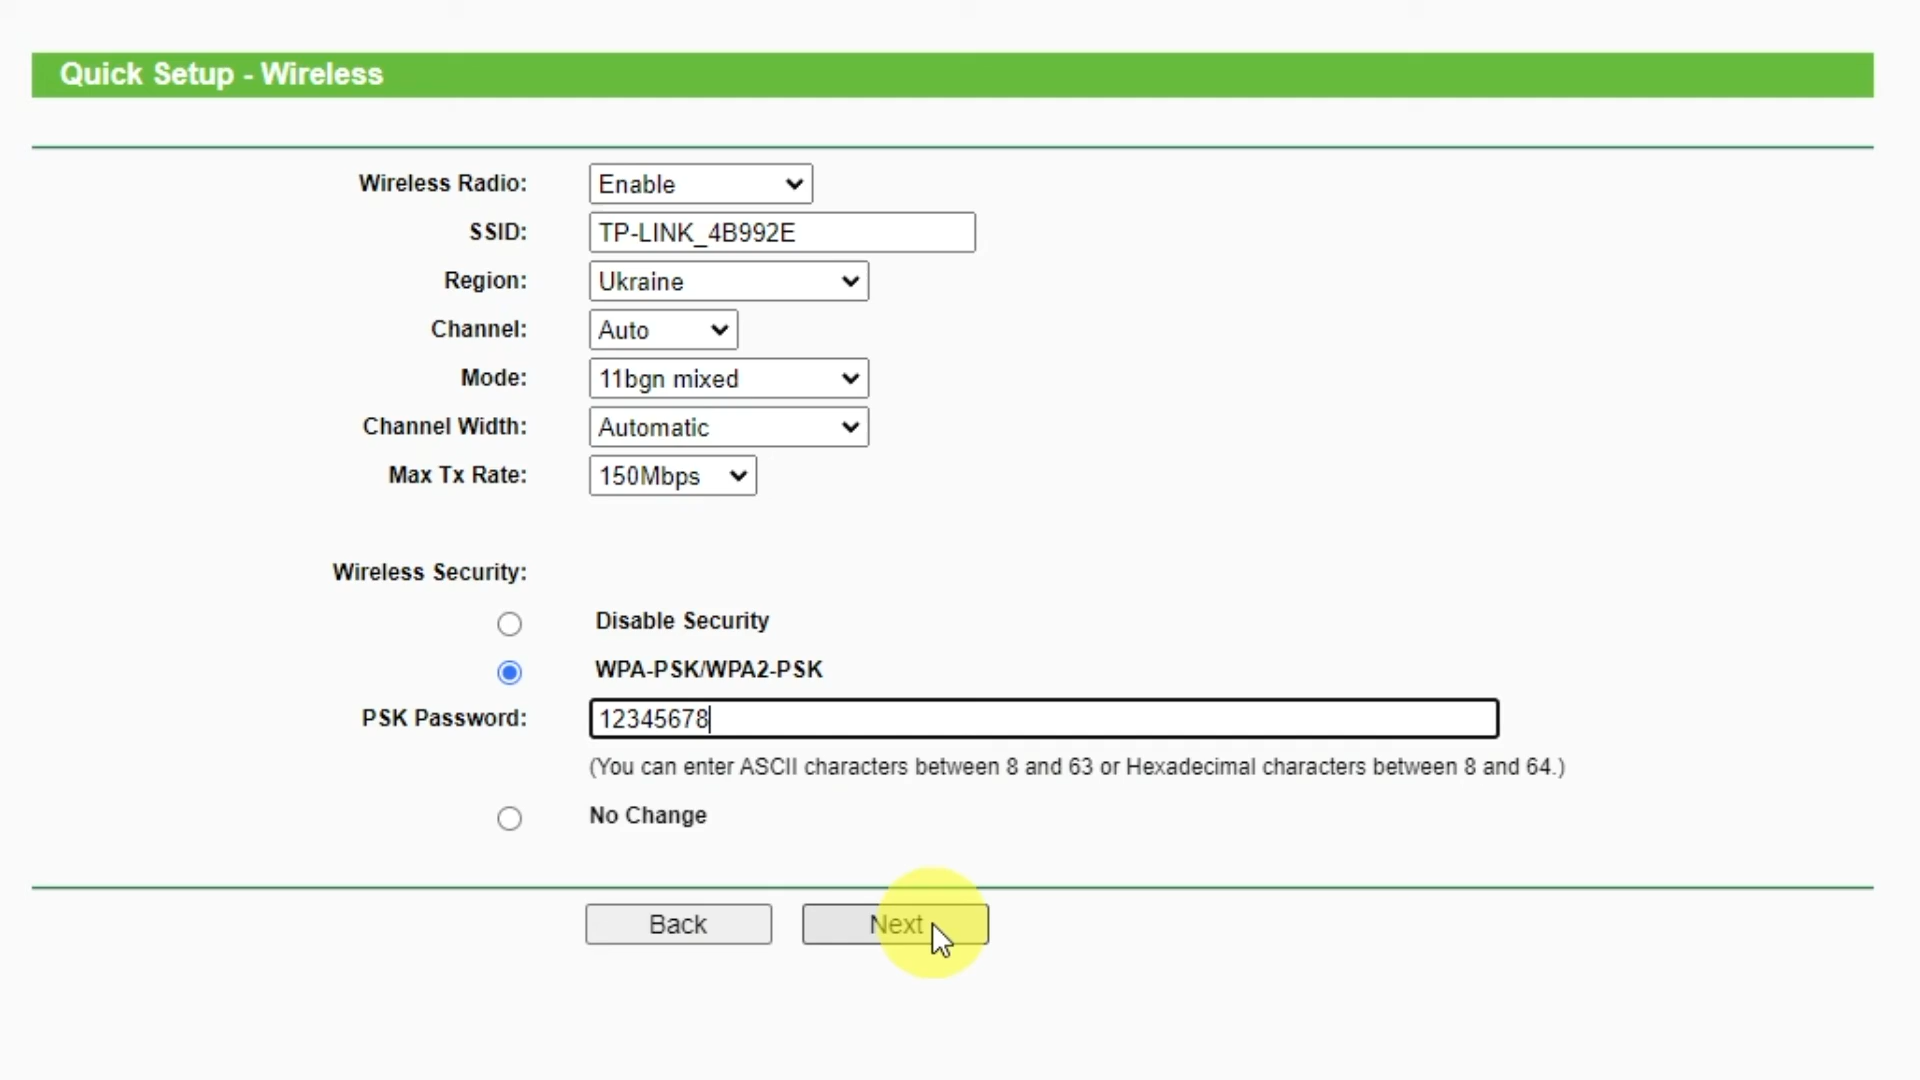 Quick Setup - Wireless
Wireless Radio: Enable
SSID: TP-LINK_4B992E
Region: Ukraine
Channel: Auto
Mode: 11bgn mixed
Channel Width: Automatic
Max Tx Rate: 150Mbps
Wireless Security:
Disable Security
WPA-PSK/WPA2-PSK
PSK Password: 12345678
(You can enter ASCII characters between 8 and 63 or Hexadecimal characters between 8 and 64.)
No Change
Back Next